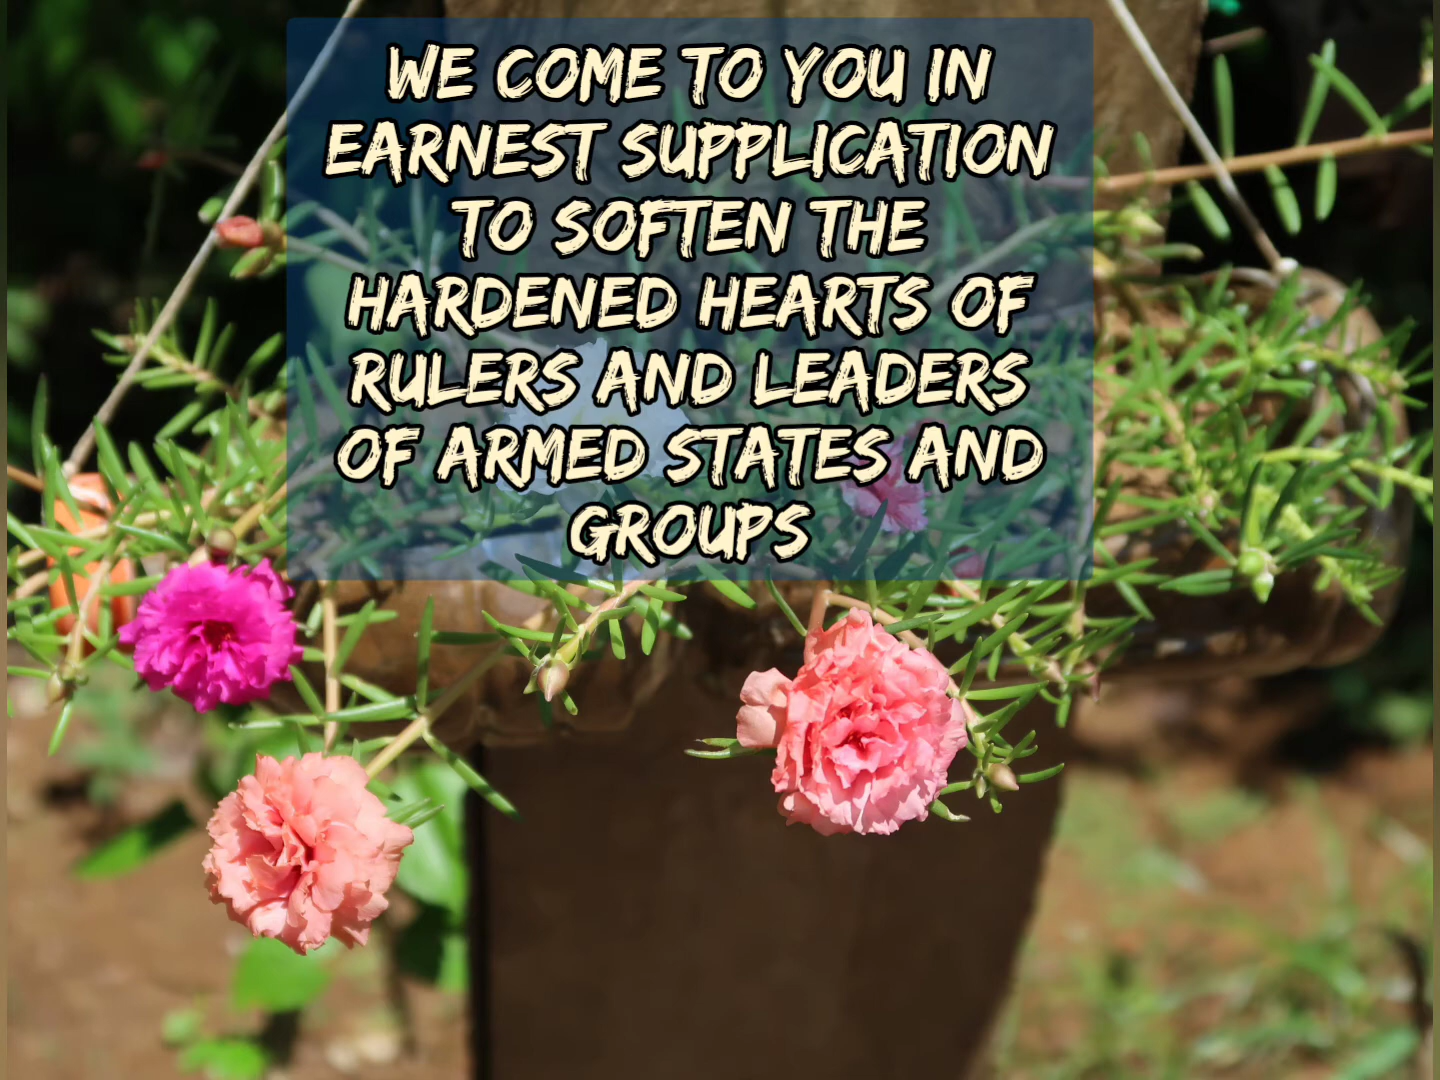 WE COME TO YOU IN
EARNEST SUPPLICATION
TO SOFTEN THE
HARDENED HEARTS OF
RULERS AND LEADERS
OF ARMED STATES AND
GROUPS